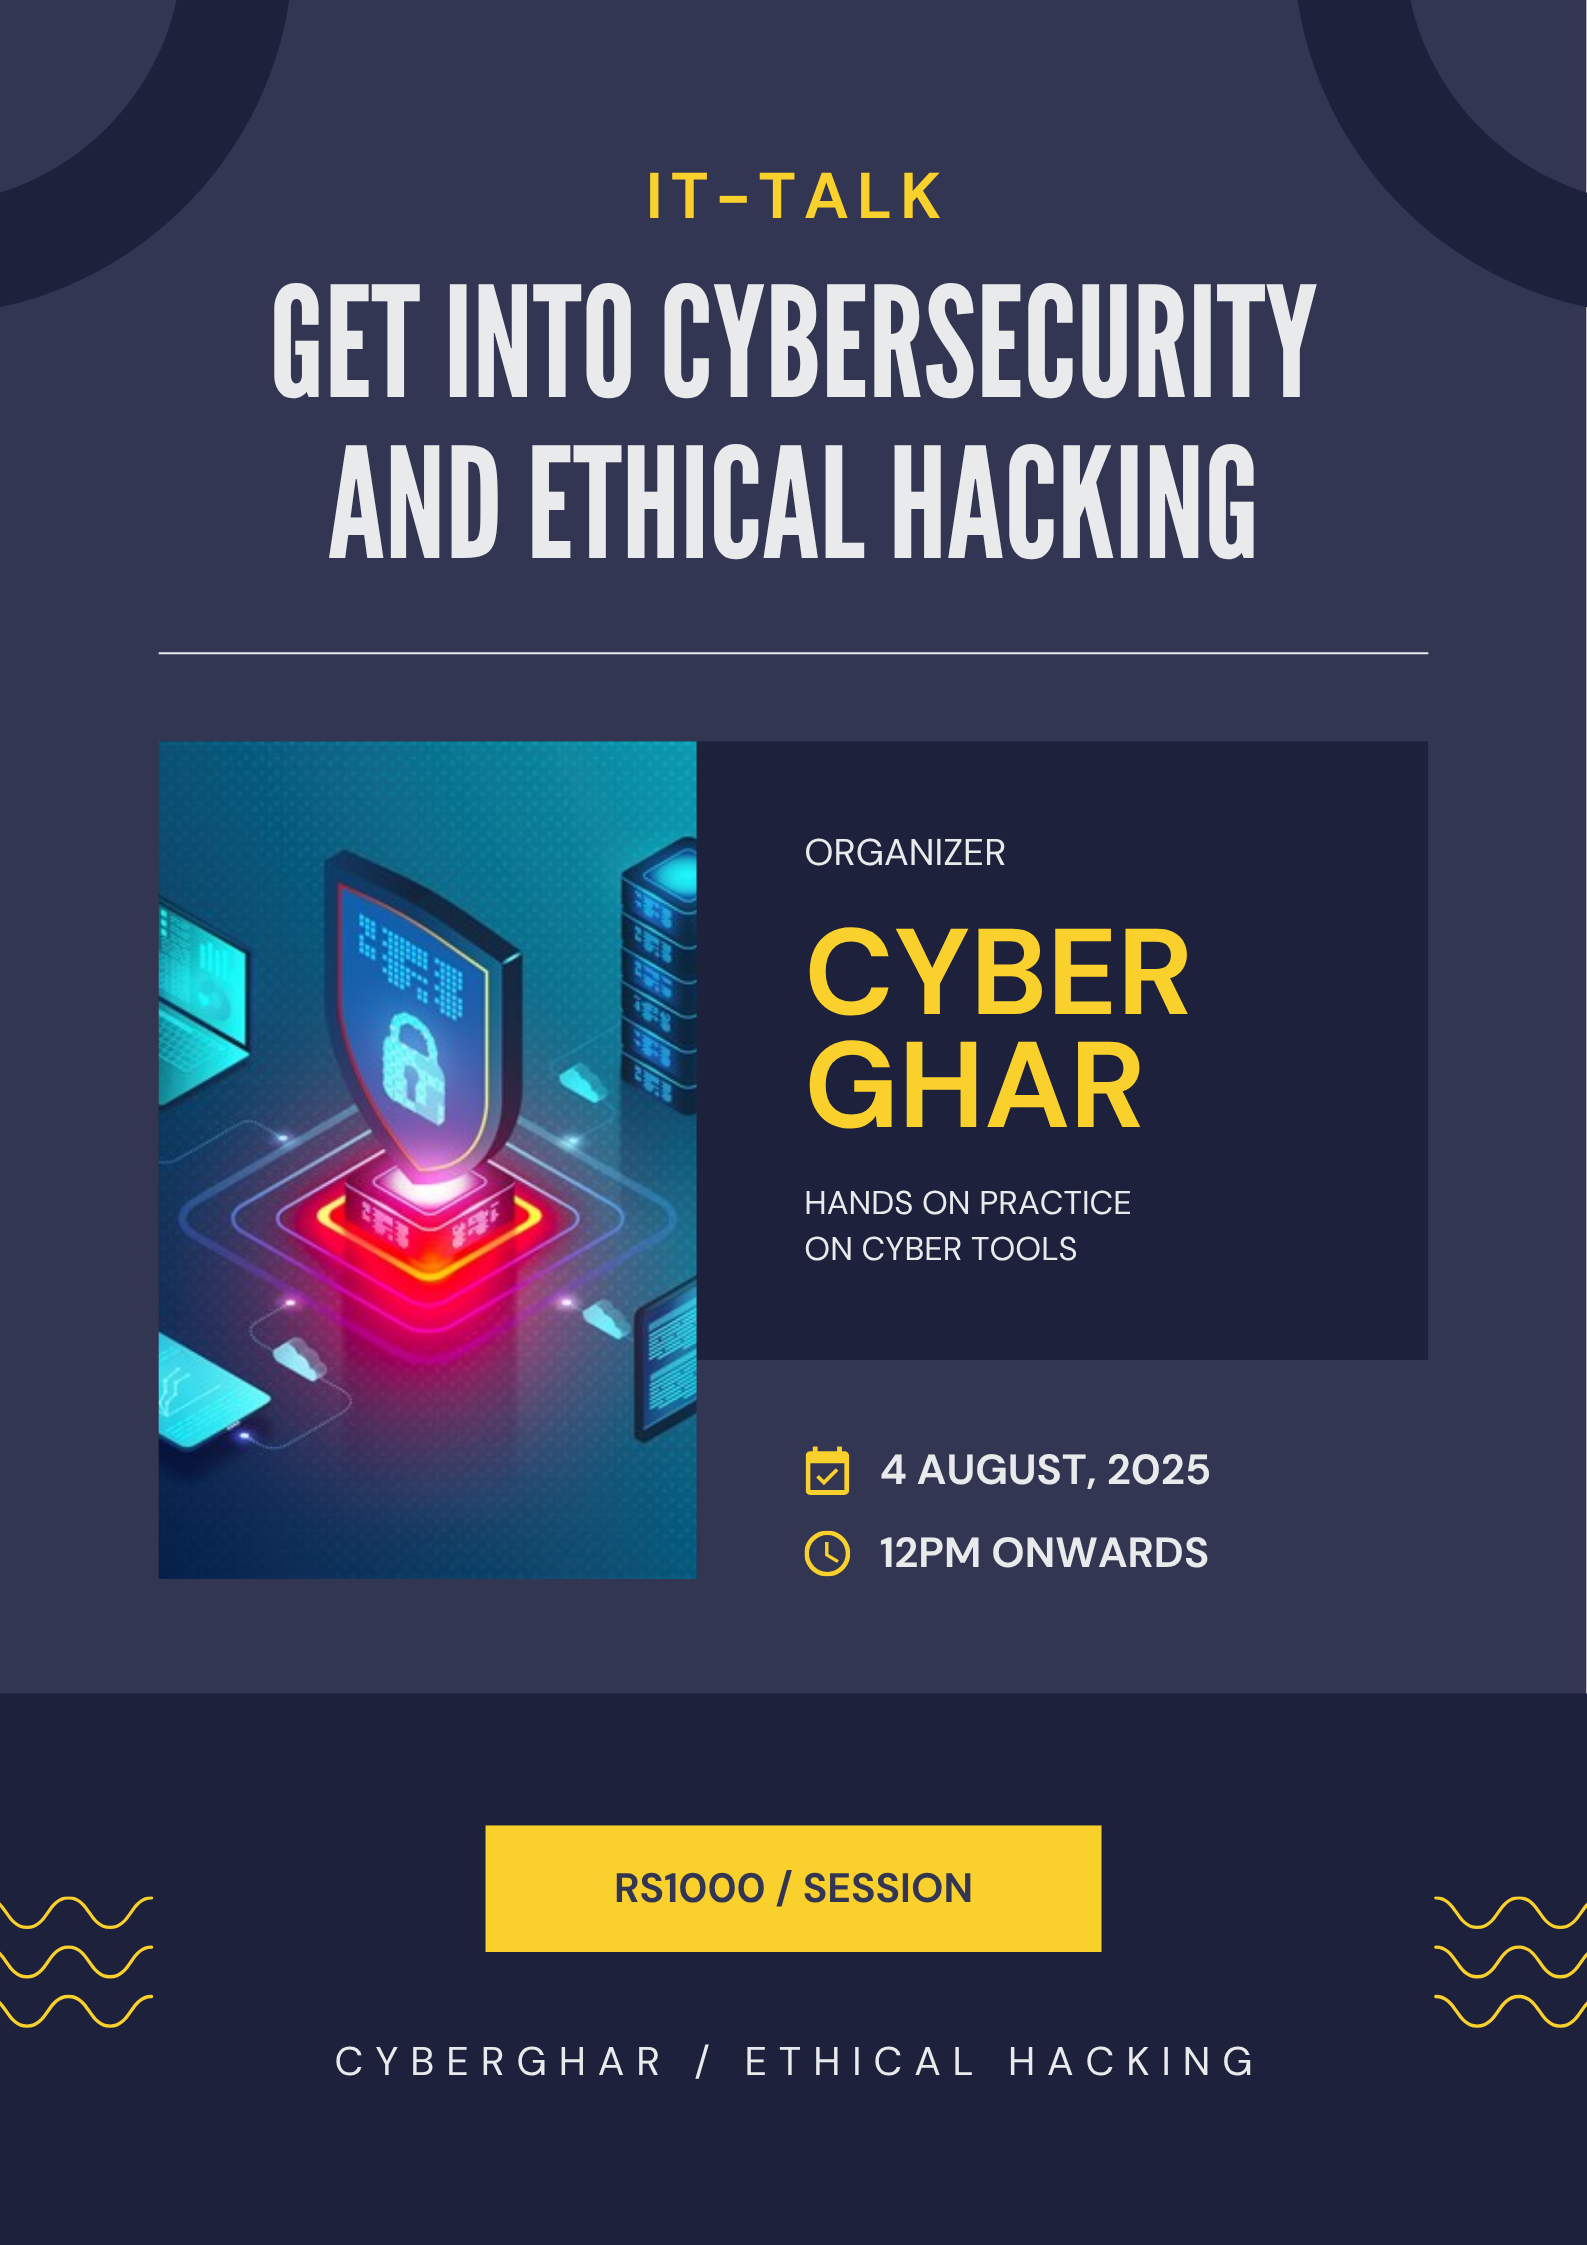 IT-TALK
GET INTO CYBERSECURITY
AND ETHICAL HACKING
ORGANIZER
CYBER
GHAR
HANDS ON PRACTICE
ON CYBER TOOLS
4 AUGUST, 2025
12PM ONWARDS
RS1000 / SESSION
CYBERGHAR / ETHICAL HACKING